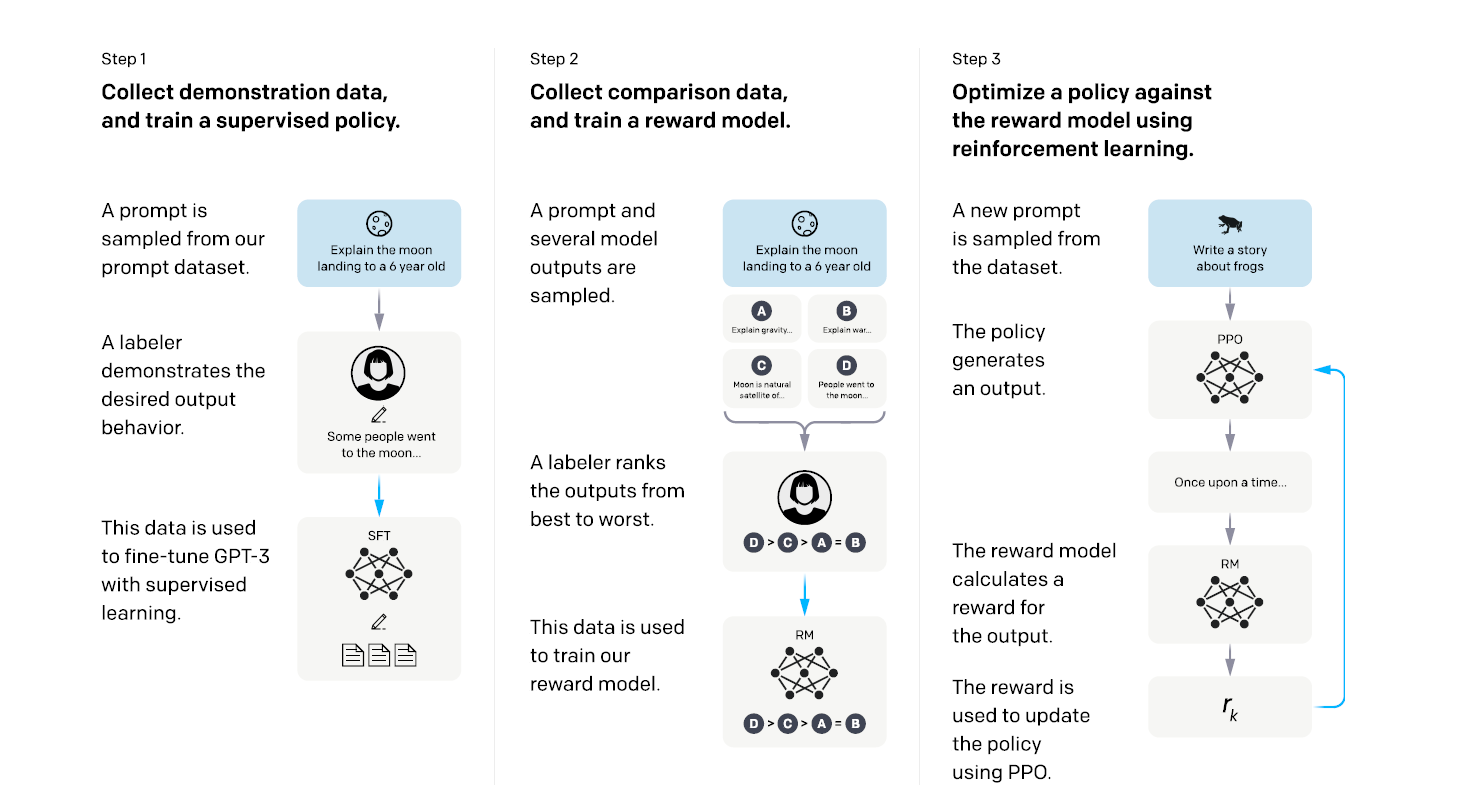 Step 1
Collect demonstration data,
and train a supervised policy.
A prompt is
sampled from our
prompt dataset.
Explain the moon
landing to a 6 year old
A labeler
demonstrates the
desired output
behavior.
Some people went
to the moon...
This data is used
to fine-tune GPT-3
with supervised
learning.
SFT
Step 2
Collect comparison data,
and train a reward model.
A prompt and
several model
outputs are
sampled.
Explain the moon
landing to a 6 year old
A
Explain gravity...
B
Explain war...
C
Moon is natural
satellite of...
D
People went to
the moon...
A labeler ranks
the outputs from
best to worst.
D > C > A = B
This data is used
to train our
reward model.
RM
D > C > A = B
Step 3
Optimize a policy against
the reward model using
reinforcement learning.
A new prompt
is sampled from
the dataset.
Write a story
about frogs
The policy
generates
an output.
PPO
Once upon a time...
The reward model
calculates a
reward for
the output.
RM
The reward is
used to update
the policy
using PPO.
r_k